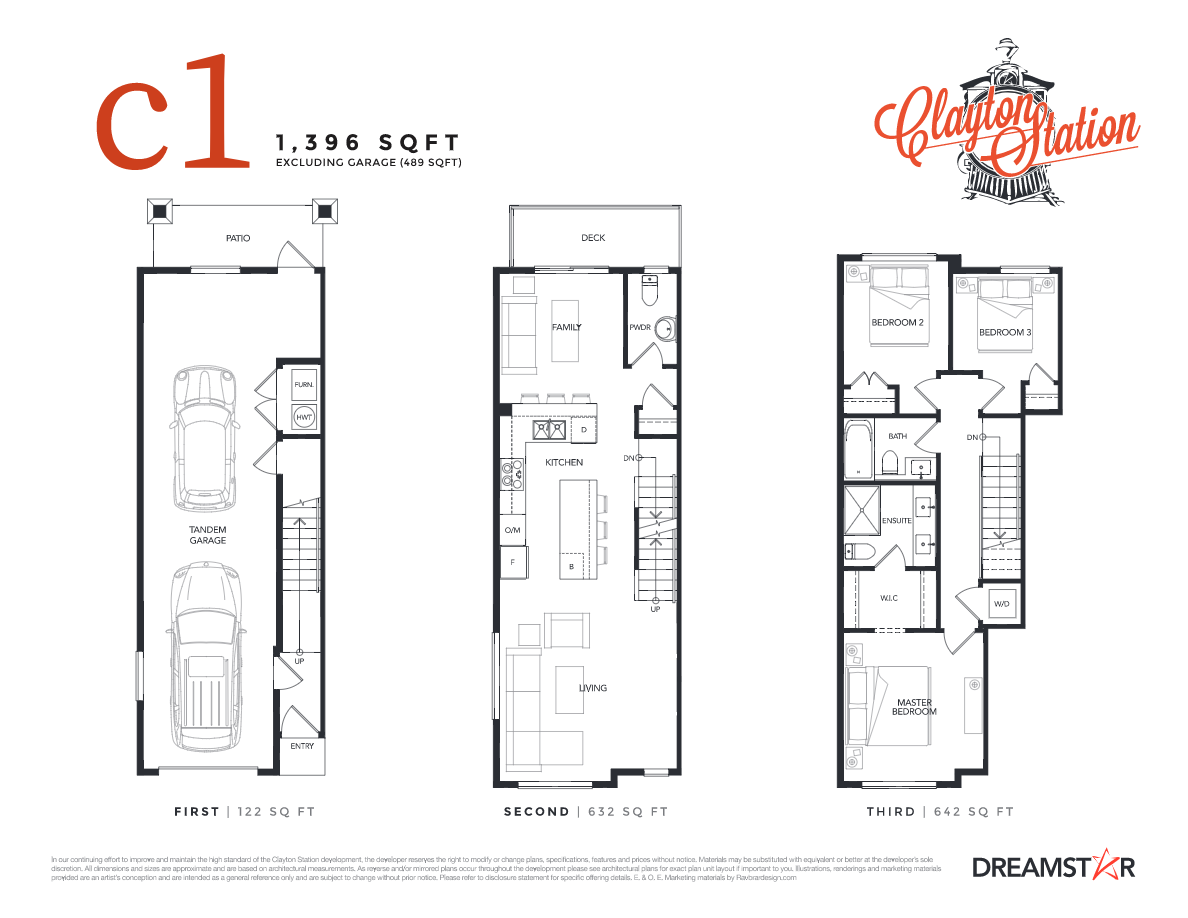 c1
1,396 SQFT
EXCLUDING GARAGE (489 SQFT)
Clayton
Station
PATIO
FURN.
HWT
TANDEM
GARAGE
UP
ENTRY
FIRST | 122 SQ FT
DECK
FAMILY
PWDR
D
DN
KITCHEN
O/M
F
B
UP
LIVING
SECOND | 632 SQ FT
BEDROOM 2
BEDROOM 3
BATH
DN
ENSUITE
W.I.C
W/D
MASTER
BEDROOM
THIRD | 642 SQ FT
In our continuing effort to improve and maintain the high standard of the Clayton Station development, the developer reserves the right to modify or change plans, specifications, features and prices without notice. Materials may be substituted with equivalent or better at the developer's sole
discretion. All dimensions and sizes are approximate and are based on architectural measurements. As reverse and/or mirrored plans occur throughout the development please see architectural plans for exact plan unit layout if important to you. Illustrations, renderings and marketing materials
provided are an artist's conception and are intended as a general reference only and are subject to change without prior notice. Please refer to disclosure statement for specific offering details. E. & O. E. Marketing materials by Ravbrardesign.com
DREAMSTAR